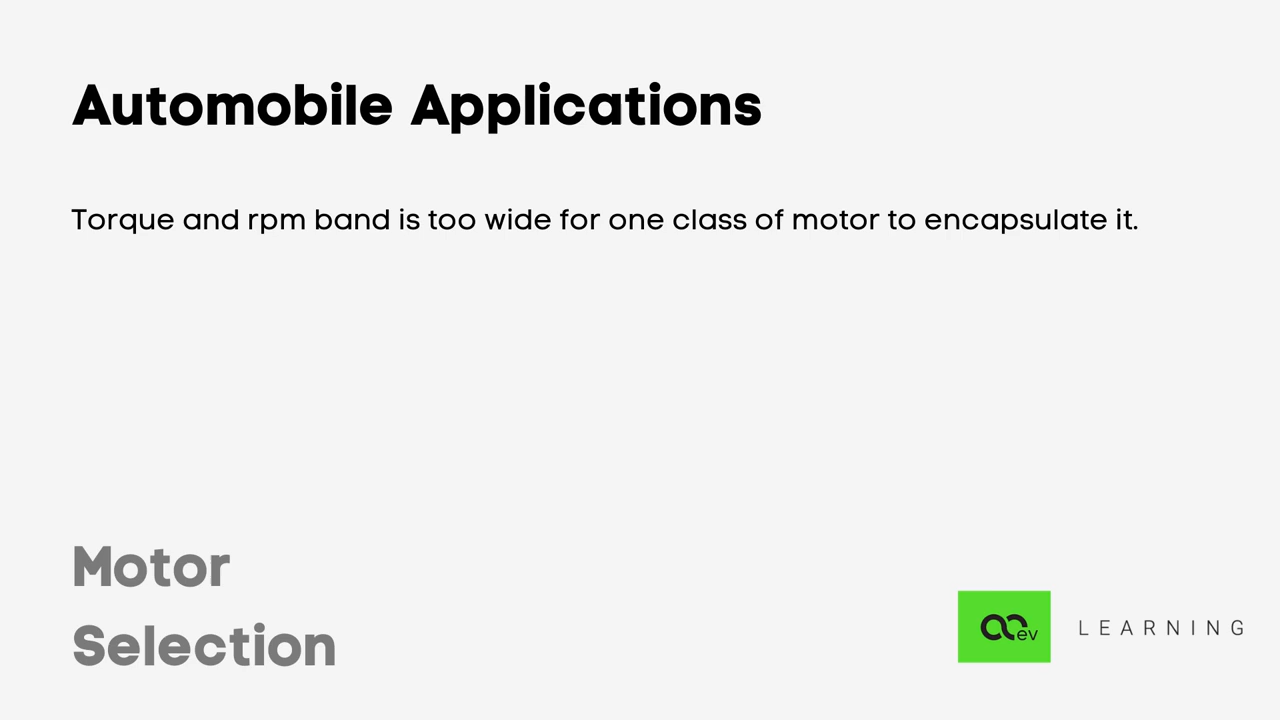 Automobile Applications
Torque and rpm band is too wide for one class of motor to encapsulate it.
Motor
Selection
ev
LEARNING